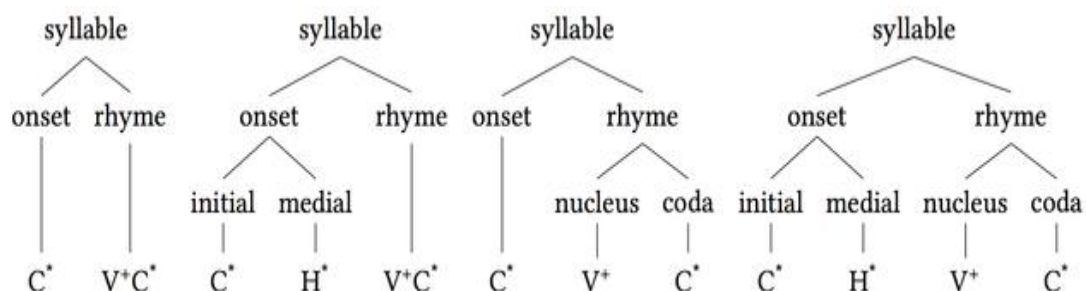 syllable syllable syllable syllable
onset rhyme onset rhyme onset rhyme onset rhyme
initial medial nucleus coda initial medial nucleus coda
C* V⁺C* C* H* V⁺C* C* V⁺ C* C* H* V⁺ C*